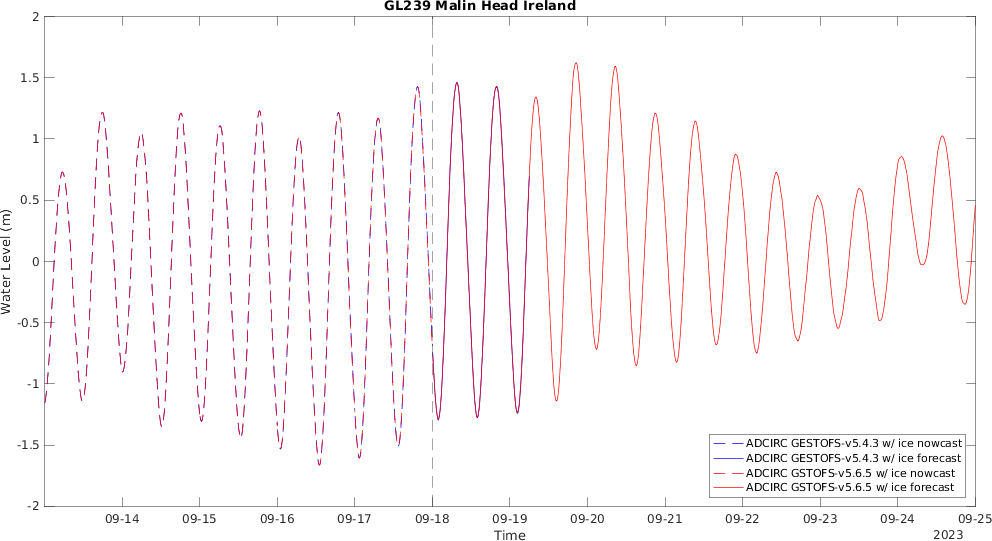 GL239 Malin Head Ireland
2
1.5
1
0.5
0
-0.5
-1
-1.5
-2
Water Level (m)
ADCIRC GESTOFS-v5.4.3 w/ ice nowcast
ADCIRC GESTOFS-v5.4.3 w/ ice forecast
ADCIRC GSTOFS-v5.6.5 w/ ice nowcast
ADCIRC GSTOFS-v5.6.5 w/ ice forecast
09-14 09-15 09-16 09-17 09-18 09-19 09-20 09-21 09-22 09-23 09-24 09-25
Time
2023